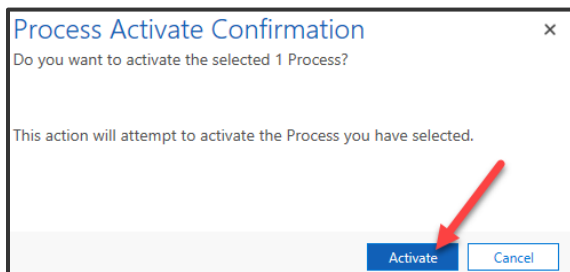 Process Activate Confirmation
Do you want to activate the selected 1 Process?
This action will attempt to activate the Process you have selected.
Activate
Cancel